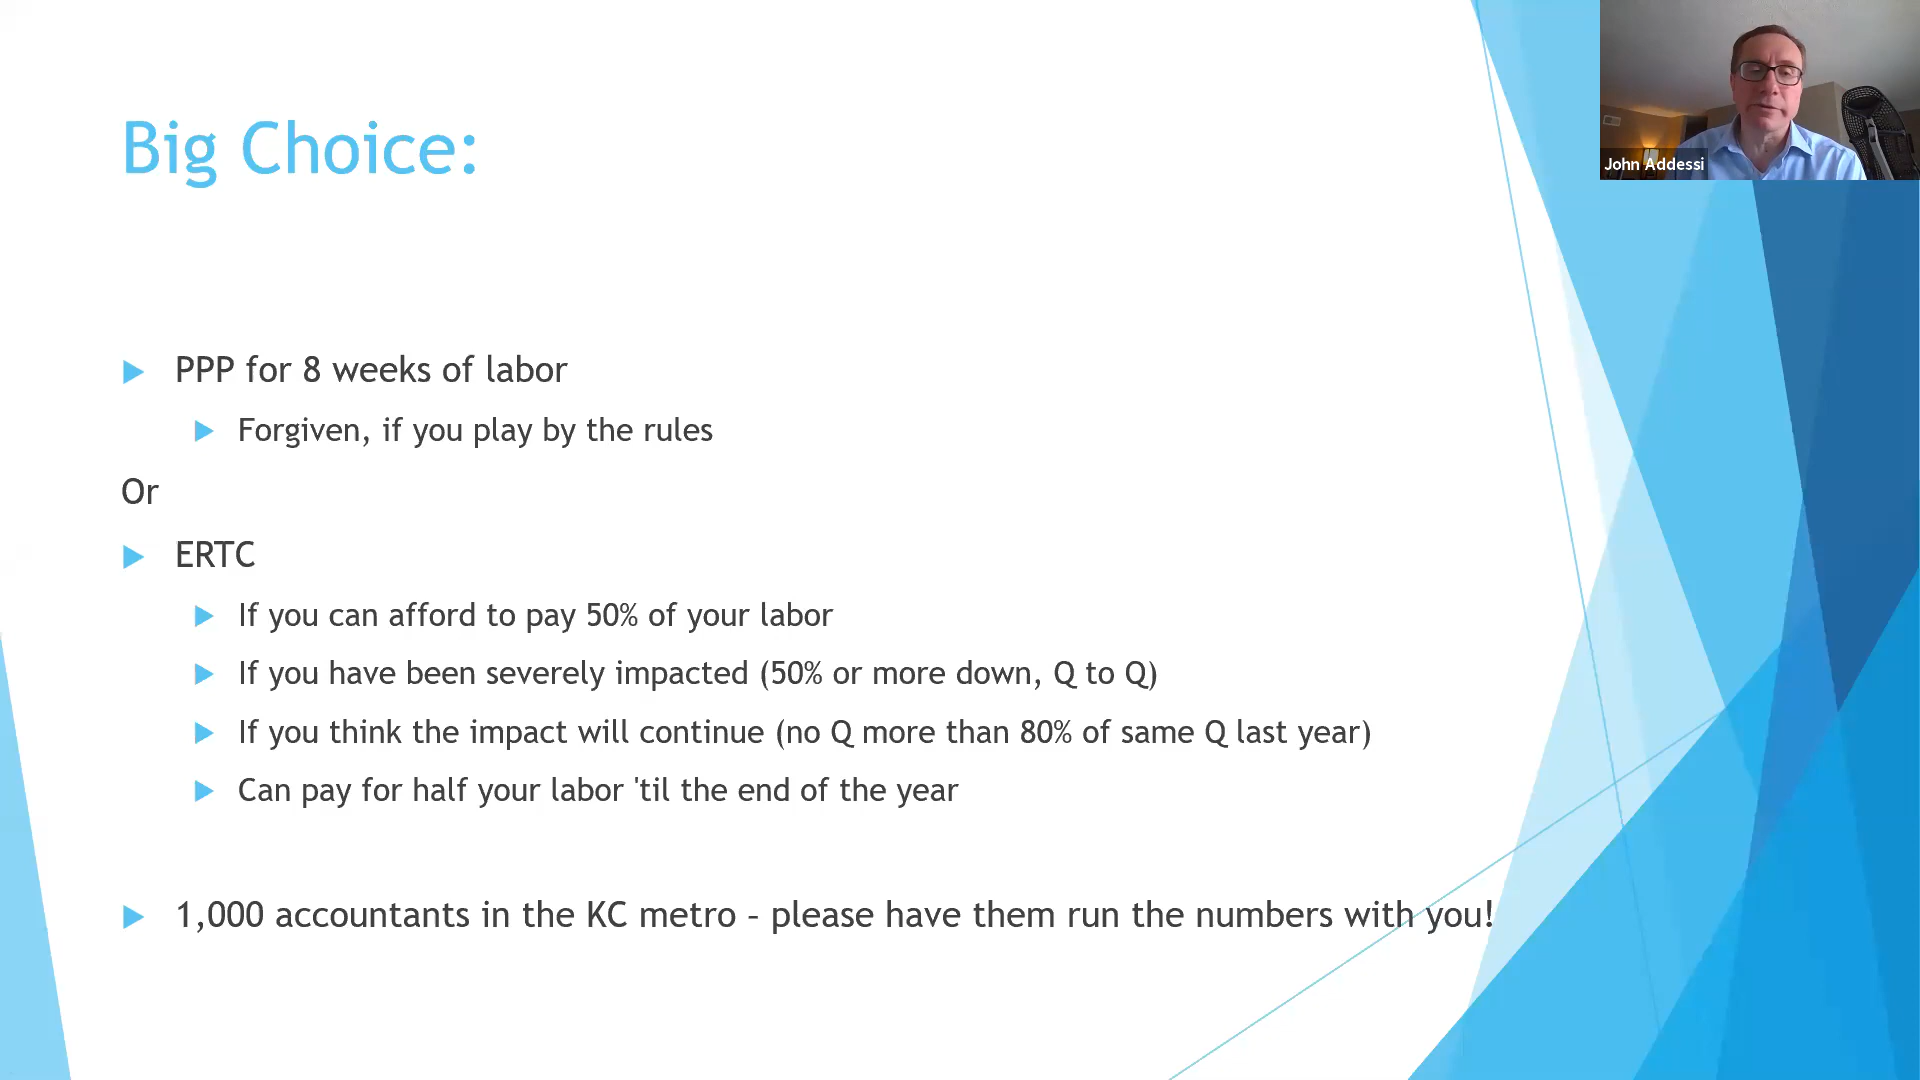 Big Choice:
John Addessi
PPP for 8 weeks of labor
Forgiven, if you play by the rules
Or
ERTC
If you can afford to pay 50% of your labor
If you have been severely impacted (50% or more down, Q to Q)
If you think the impact will continue (no Q more than 80% of same Q last year)
Can pay for half your labor 'til the end of the year
1,000 accountants in the KC metro – please have them run the numbers with you!